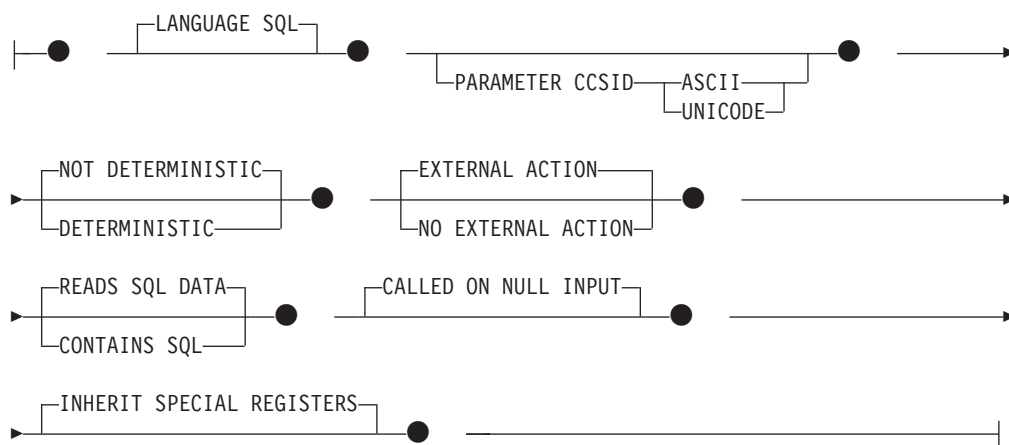 LANGUAGE SQL
PARAMETER CCSID ASCII
UNICODE
NOT DETERMINISTIC EXTERNAL ACTION
DETERMINISTIC NO EXTERNAL ACTION
READS SQL DATA CALLED ON NULL INPUT
CONTAINS SQL
INHERIT SPECIAL REGISTERS